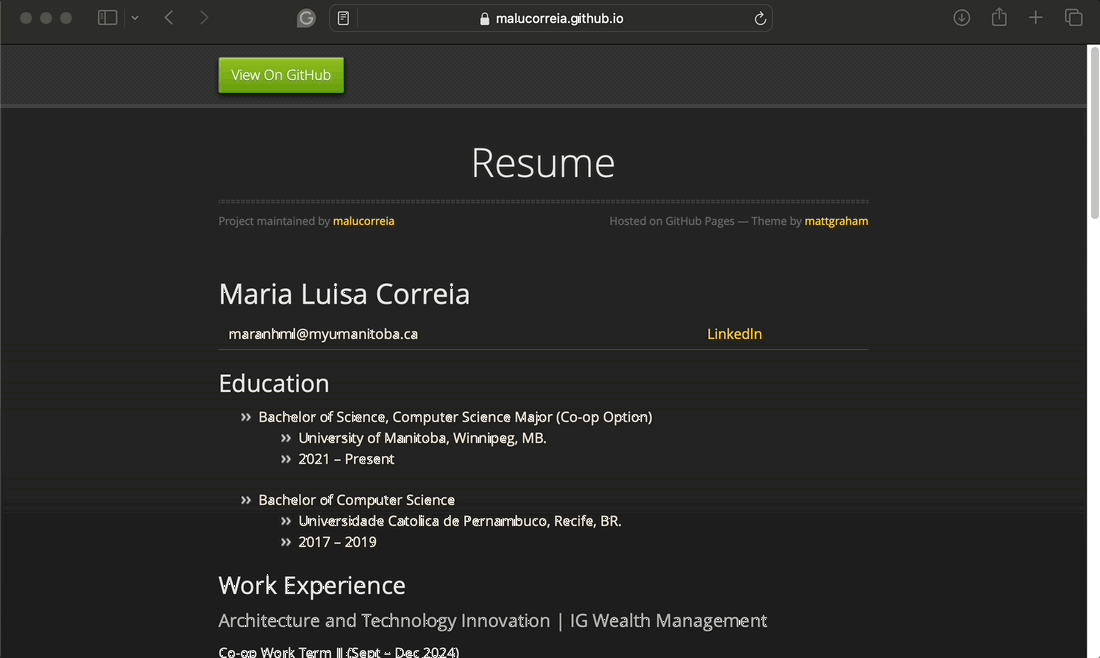 malucorreia.github.io
View On GitHub
Resume
Project maintained by malucorreia
Hosted on GitHub Pages — Theme by mattgraham
Maria Luisa Correia
maranhml@myumanitoba.ca
LinkedIn
Education
» Bachelor of Science, Computer Science Major (Co-op Option)
» University of Manitoba, Winnipeg, MB.
» 2021 – Present
» Bachelor of Computer Science
» Universidade Catolica de Pernambuco, Recife, BR.
» 2017 – 2019
Work Experience
Architecture and Technology Innovation | IG Wealth Management
Co-op Work Term II (Sept – Dec 2024)